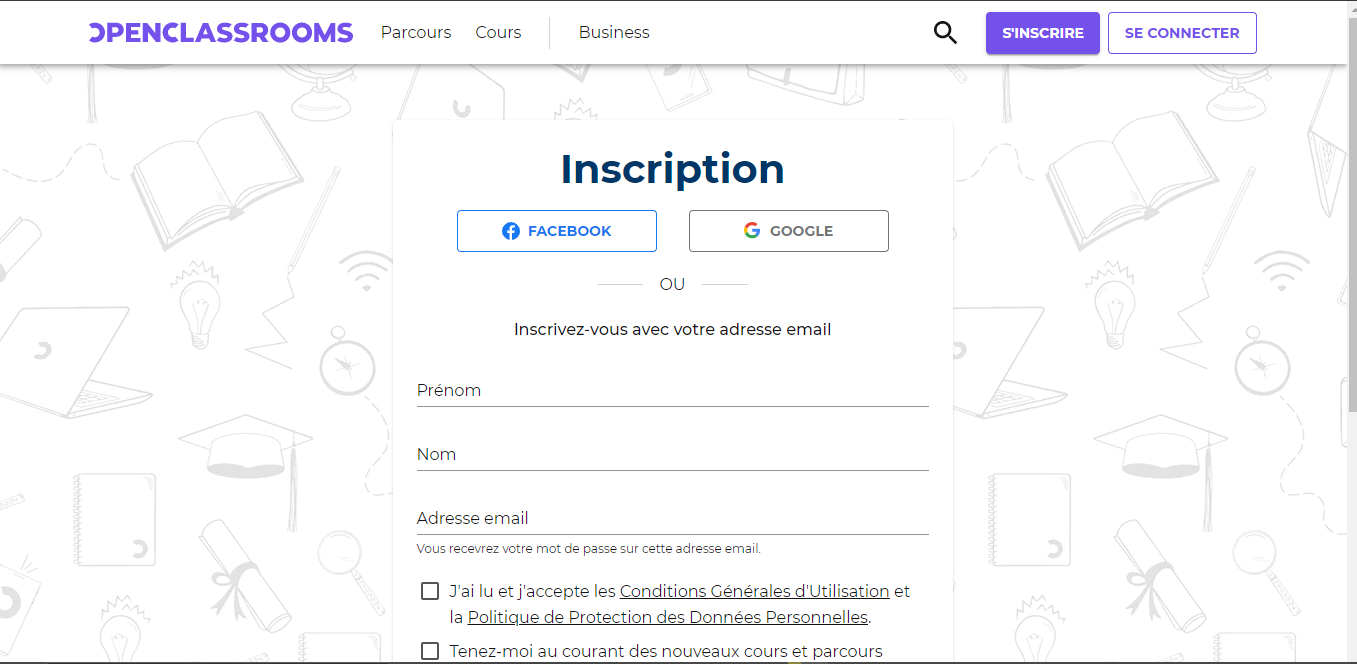 OPENCLASSROOMS Parcours Cours Business S'INSCRIRE SE CONNECTER
Inscription
FACEBOOK GOOGLE
OU
Inscrivez-vous avec votre adresse email
Prénom
Nom
Adresse email
Vous recevrez votre mot de passe sur cette adresse email.
J'ai lu et j'accepte les Conditions Générales d'Utilisation et
la Politique de Protection des Données Personnelles.
Tenez-moi au courant des nouveaux cours et parcours